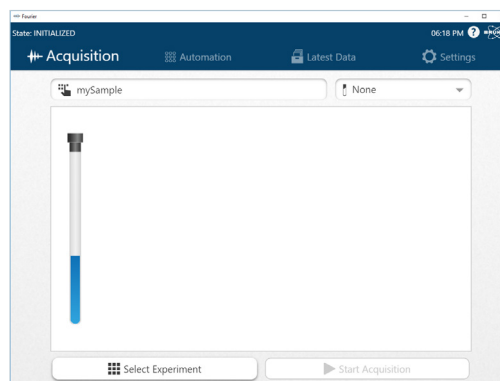 Fourier
State: INITIALIZED
06:18 PM ?
Acquisition
Automation
Latest Data
Settings
mySample
None
Select Experiment
Start Acquisition